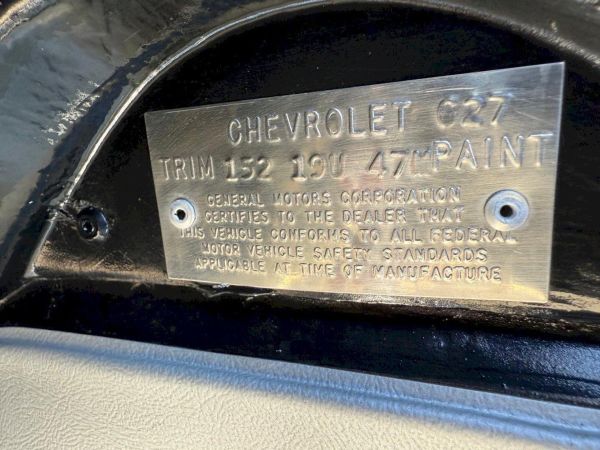 CHEVROLET C27
TRIM 152 19U 47M PAINT
GENERAL MOTORS CORPORATION
CERTIFIES TO THE DEALER THAT
THIS VEHICLE CONFORMS TO ALL FEDERAL
MOTOR VEHICLE SAFETY STANDARDS
APPLICABLE AT TIME OF MANUFACTURE